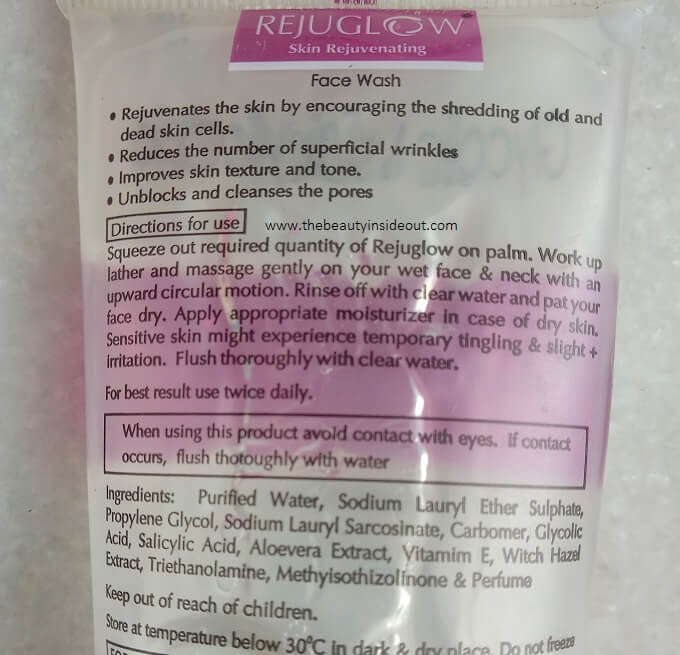 REJUGLOW
Skin Rejuvenating
Face Wash
• Rejuvenates the skin by encouraging the shredding of old and
dead skin cells.
• Reduces the number of superficial wrinkles
• Improves skin texture and tone.
• Unblocks and cleanses the pores
Directions for use
www.thebeautyinsideout.com
Squeeze out required quantity of Rejuglow on palm. Work up
lather and massage gently on your wet face & neck with an
upward circular motion. Rinse off with clear water and pat your
face dry. Apply appropriate moisturizer in case of dry skin.
Sensitive skin might experience temporary tingling & slight +
irritation. Flush thoroughly with clear water.
For best result use twice daily.
When using this product avoid contact with eyes. If contact
occurs, flush thotoughly with water
Ingredients: Purified Water, Sodium Lauryl Ether Sulphate,
Propylene Glycol, Sodium Lauryl Sarcosinate, Carbomer, Glycolic
Acid, Salicylic Acid, Aloevera Extract, Vitamim E, Witch Hazel
Extract, Triethanolamine, Methyisothizolinone & Perfume
Keep out of reach of children.
Store at temperature below 30°C in dark & dry place. Do not freeze